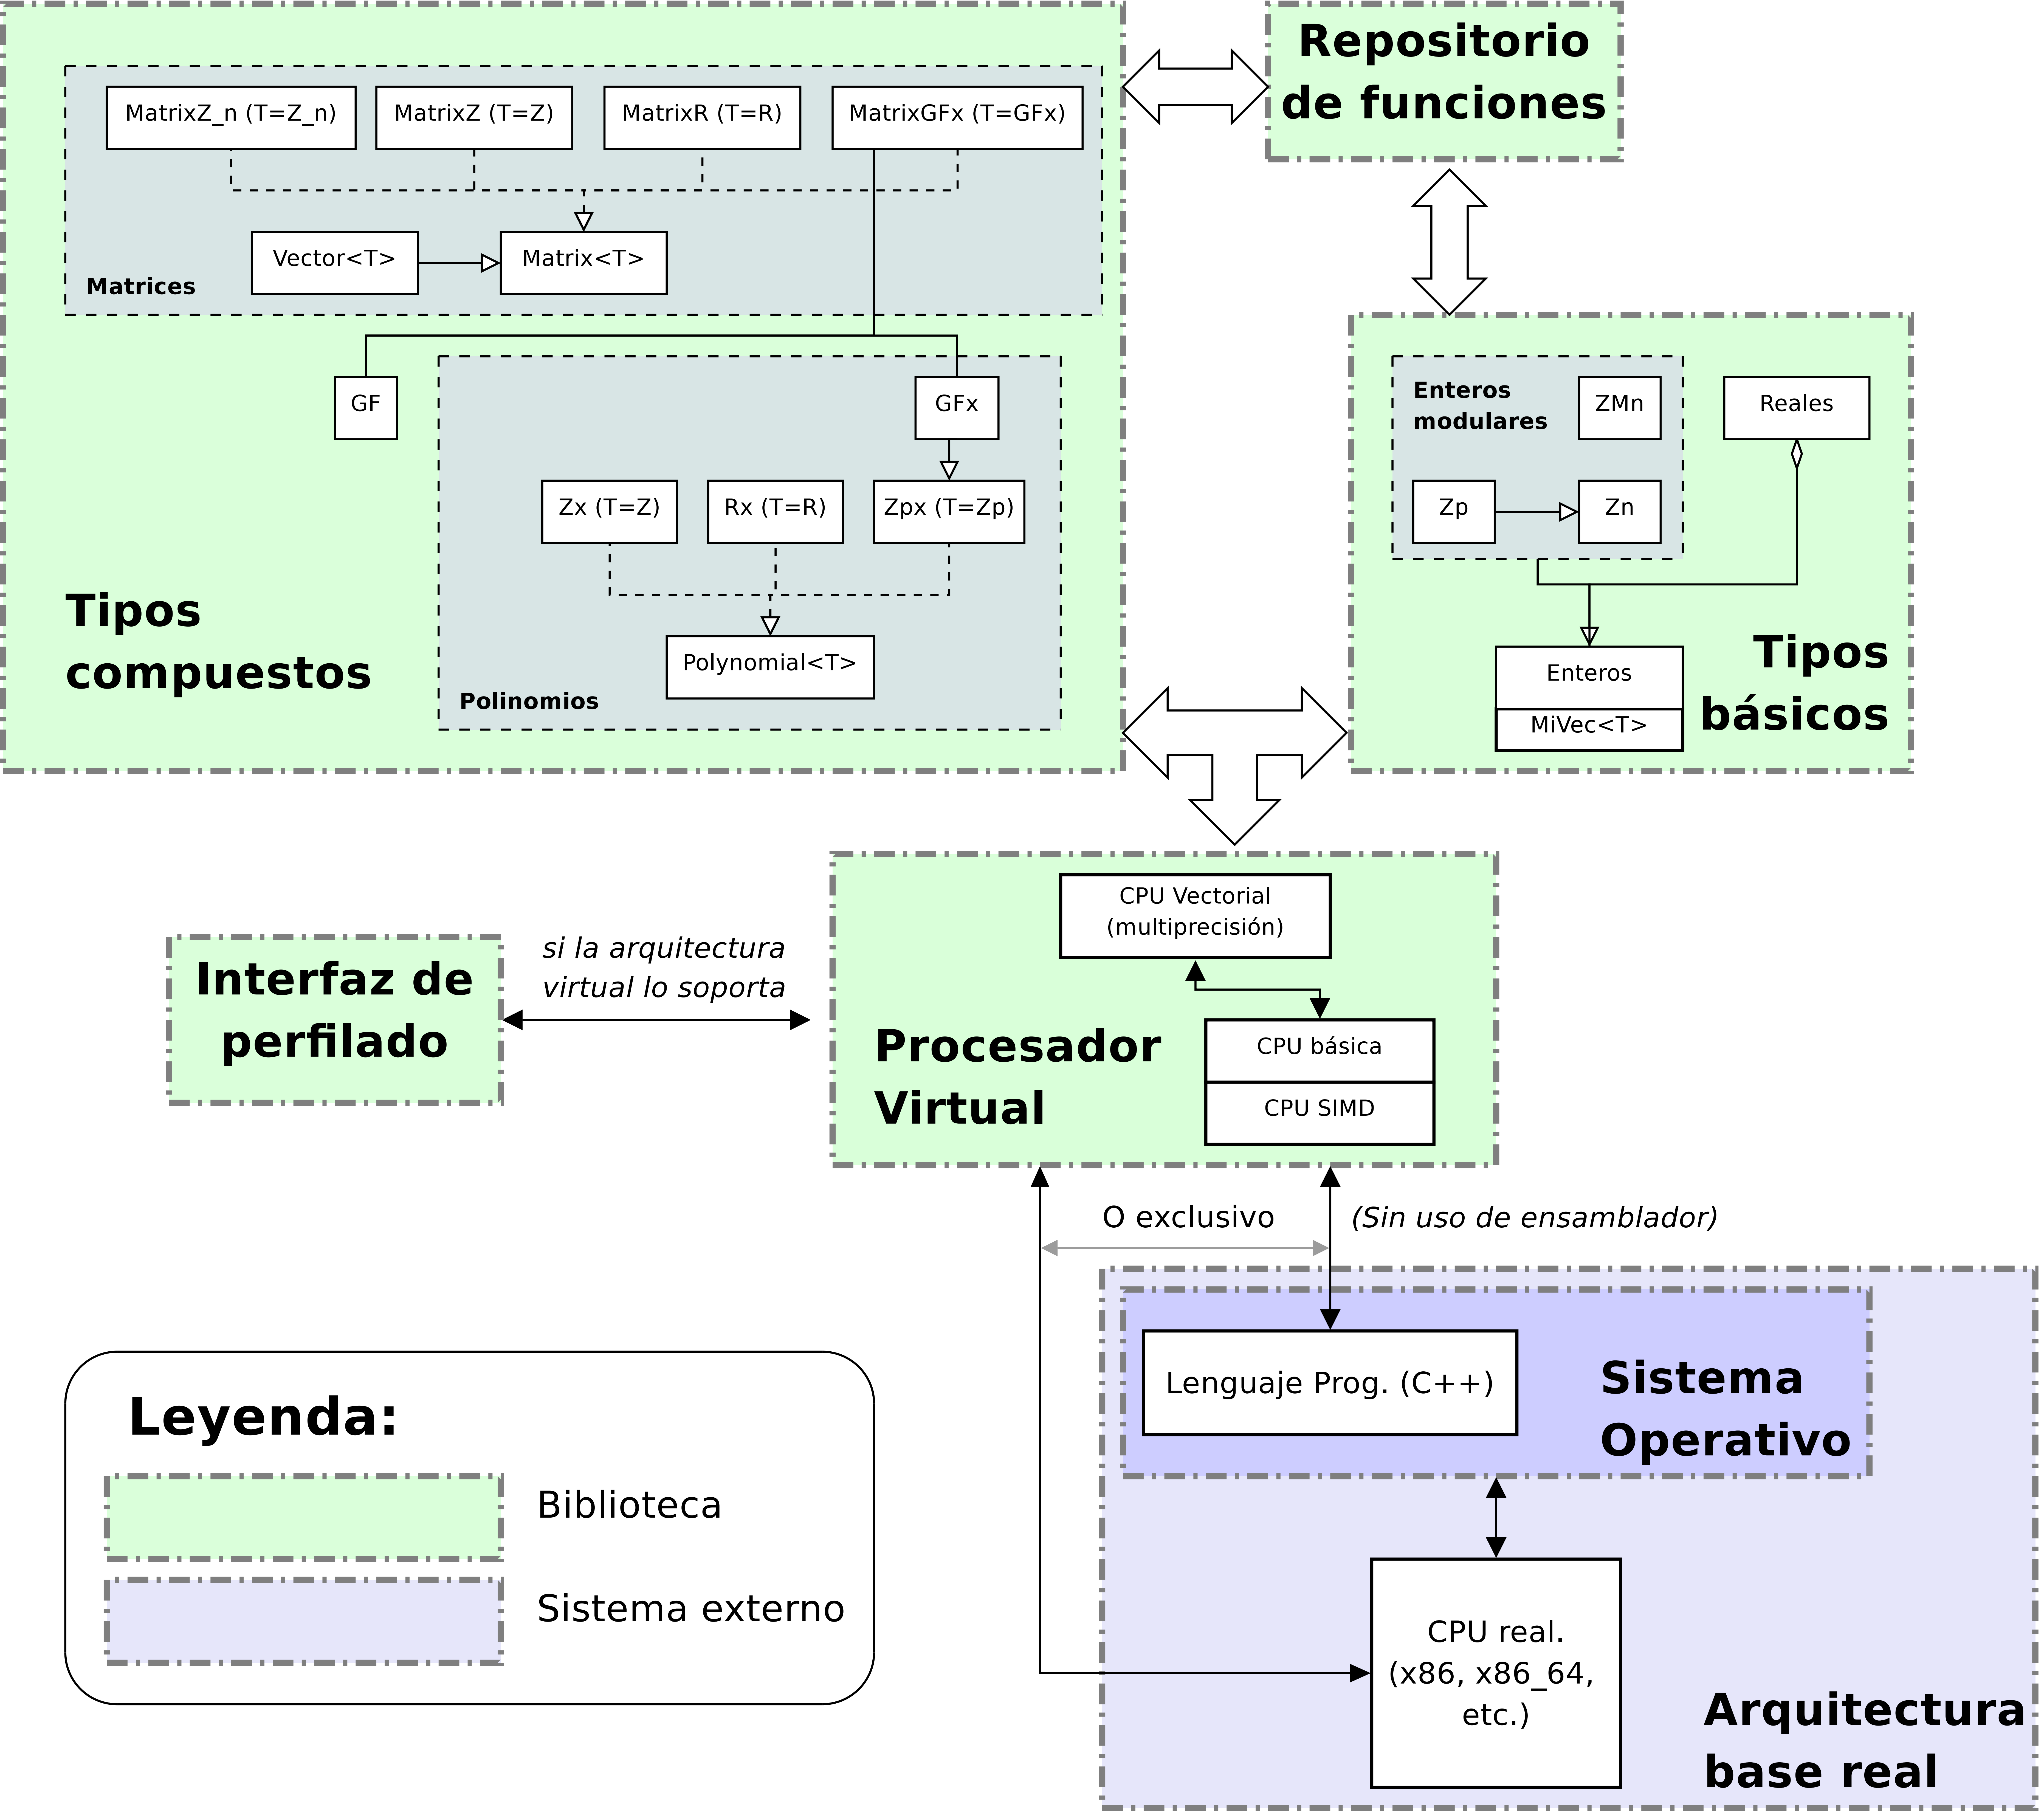 Repositorio
de funciones
MatrixZ_n (T=Z_n)
MatrixZ (T=Z)
MatrixR (T=R)
MatrixGFx (T=GFx)
Vector<T>
Matrix<T>
Matrices
GF
GFx
Zx (T=Z)
Rx (T=R)
Zpx (T=Zp)
Polynomial<T>
Polinomios
Tipos
compuestos
Enteros
modulares
ZMn
Reales
Zp
Zn
Enteros
MiVec<T>
Tipos
básicos
CPU Vectorial
(multiprecisión)
CPU básica
CPU SIMD
Procesador
Virtual
Interfaz de
perfilado
si la arquitectura
virtual lo soporta
O exclusivo
(Sin uso de ensamblador)
Lenguaje Prog. (C++)
Sistema
Operativo
CPU real.
(x86, x86_64,
etc.)
Arquitectura
base real
Leyenda:
Biblioteca
Sistema externo